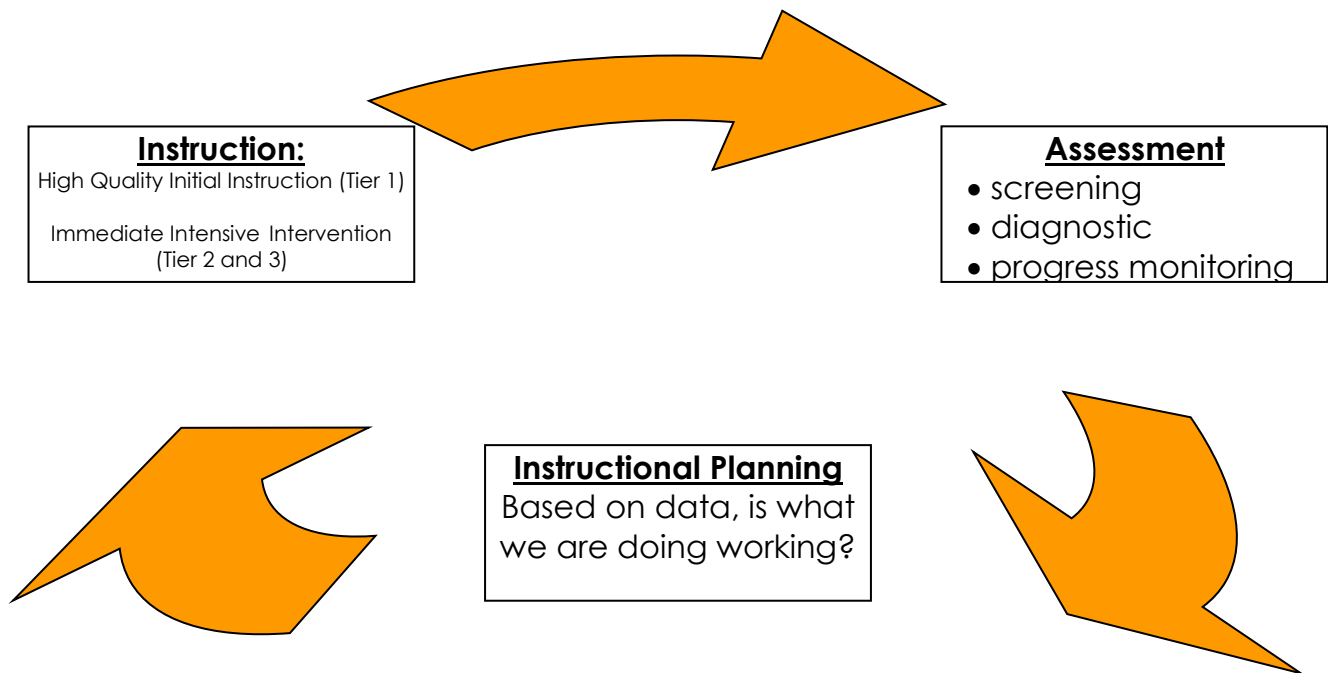 Instruction:
High Quality Initial Instruction (Tier 1)
Immediate Intensive Intervention
(Tier 2 and 3)
Assessment
• screening
• diagnostic
• progress monitoring
Instructional Planning
Based on data, is what
we are doing working?